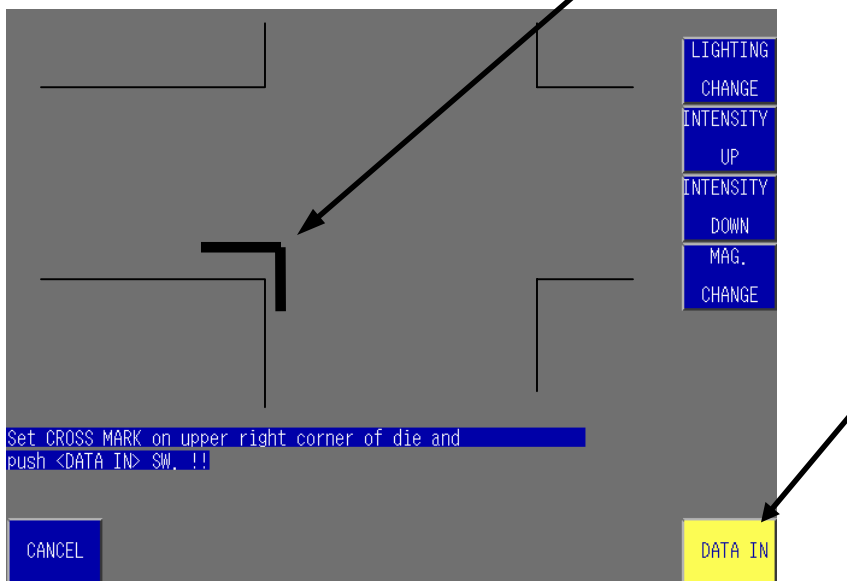 LIGHTING
CHANGE
INTENSITY
UP
INTENSITY
DOWN
MAG.
CHANGE
Set CROSS MARK on upper right corner of die and
push <DATA IN> SW. !!
CANCEL
DATA IN